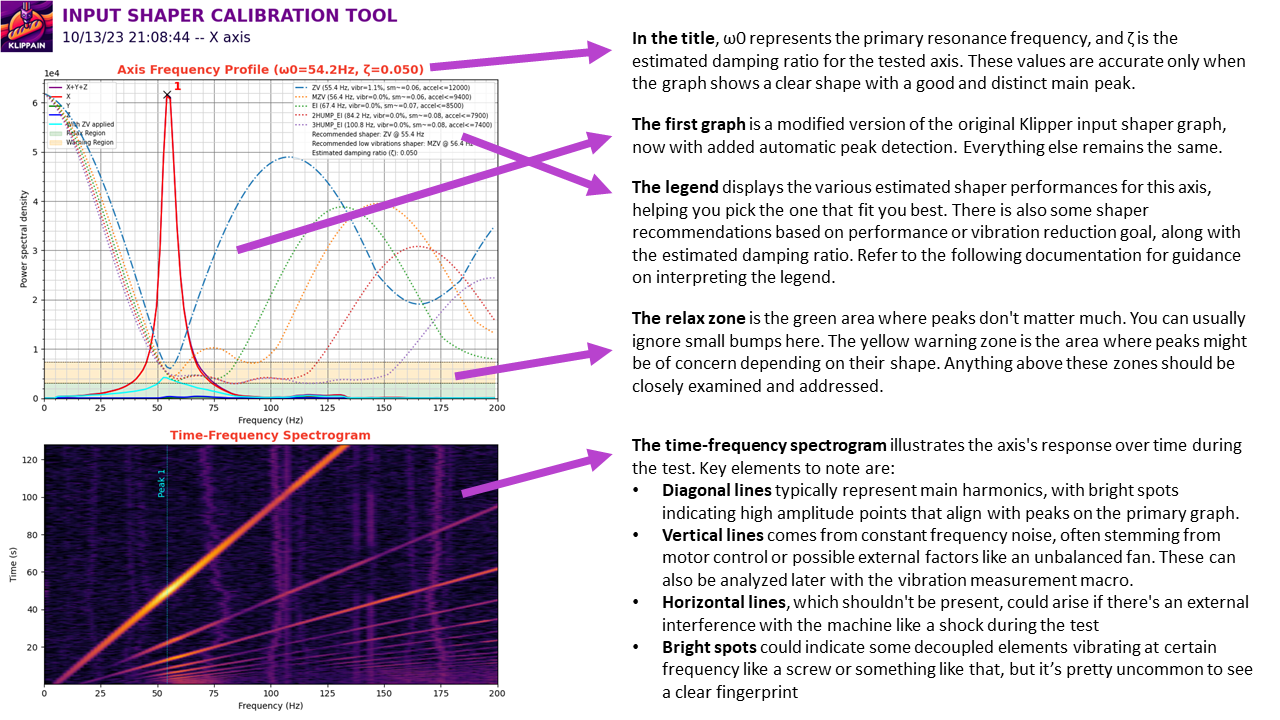 KLIPPAIN
INPUT SHAPER CALIBRATION TOOL
10/13/23 21:08:44 -- X axis
Axis Frequency Profile (ω0=54.2Hz, ζ=0.050)
1e4
X+Y+Z
X
Y
With ZV applied
Relax Region
Warning Region
1
ZV (55.4 Hz, vibr=1.1%, sm~=0.06, accel<=12000)
MZV (56.4 Hz, vibr=0.0%, sm~=0.06, accel<=9400)
EI (67.4 Hz, vibr=0.0%, sm~=0.07, accel<=8500)
2HUMP_EI (84.2 Hz, vibr=0.0%, sm~=0.08, accel<=7900)
3HUMP_EI (100.8 Hz, vibr=0.0%, sm~=0.08, accel<=7400)
Recommended shaper: ZV @ 55.4 Hz
Recommended low vibrations shaper: MZV @ 56.4 Hz
Estimated damping ratio (ζ): 0.050
Power spectral density
6
5
4
3
2
1
0
0 25 50 75 100 125 150 175 200
Frequency (Hz)
Time-Frequency Spectrogram
Peak 1
Time (s)
120
100
80
60
40
20
0 25 50 75 100 125 150 175 200
Frequency (Hz)
In the title, ω0 represents the primary resonance frequency, and ζ is the
estimated damping ratio for the tested axis. These values are accurate only when
the graph shows a clear shape with a good and distinct main peak.
The first graph is a modified version of the original Klipper input shaper graph,
now with added automatic peak detection. Everything else remains the same.
The legend displays the various estimated shaper performances for this axis,
helping you pick the one that fit you best. There is also some shaper
recommendations based on performance or vibration reduction goal, along with
the estimated damping ratio. Refer to the following documentation for guidance
on interpreting the legend.
The relax zone is the green area where peaks don't matter much. You can usually
ignore small bumps here. The yellow warning zone is the area where peaks might
be of concern depending on their shape. Anything above these zones should be
closely examined and addressed.
The time-frequency spectrogram illustrates the axis's response over time during
the test. Key elements to note are:
• Diagonal lines typically represent main harmonics, with bright spots
indicating high amplitude points that align with peaks on the primary graph.
• Vertical lines comes from constant frequency noise, often stemming from
motor control or possible external factors like an unbalanced fan. These can
also be analyzed later with the vibration measurement macro.
• Horizontal lines, which shouldn't be present, could arise if there's an external
interference with the machine like a shock during the test
• Bright spots could indicate some decoupled elements vibrating at certain
frequency like a screw or something like that, but it’s pretty uncommon to see
a clear fingerprint